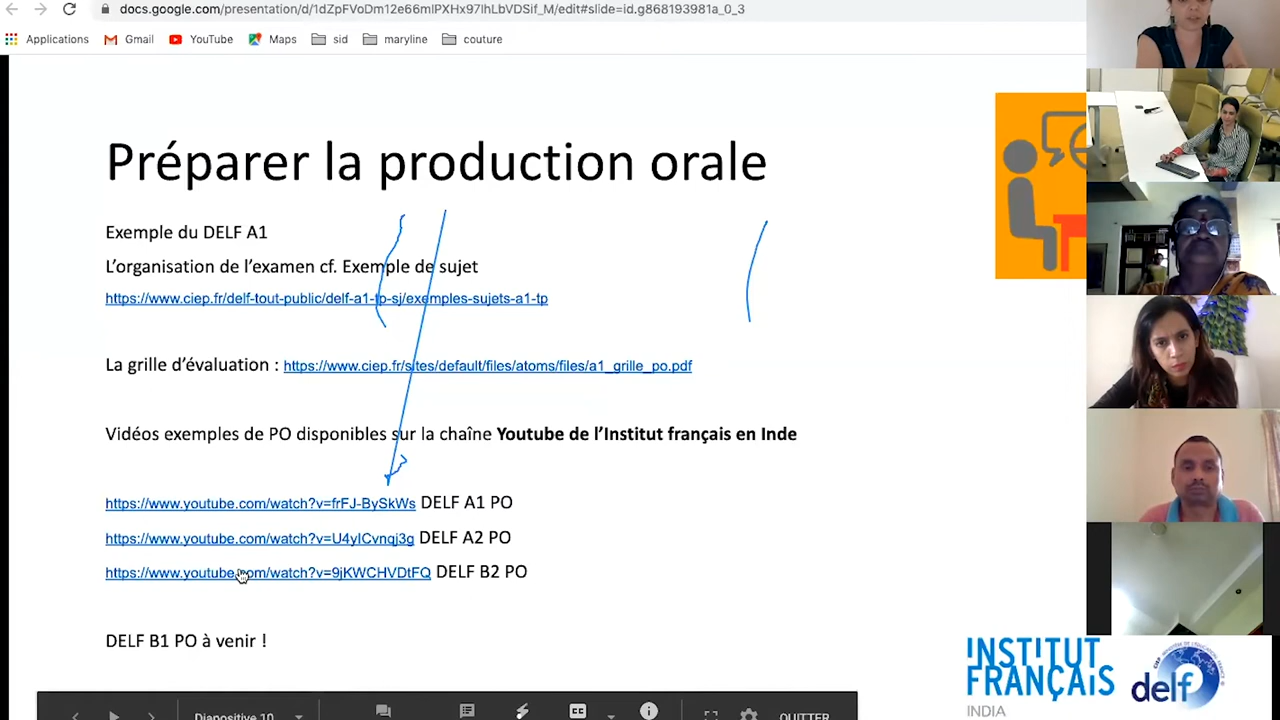 docs.google.com/presentation/d/1dZpFVoDm12e66mlPXHx97lhLbVDSif_M/edit#slide=id.g868193981a_0_3
Applications Gmail YouTube Maps sid maryline couture
Préparer la production orale
Exemple du DELF A1
L’organisation de l’examen cf. Exemple de sujet
https://www.ciep.fr/delf-tout-public/delf-a1-tp-sj/exemples-sujets-a1-tp
La grille d’évaluation : https://www.ciep.fr/sites/default/files/atoms/files/a1_grille_po.pdf
Vidéos exemples de PO disponibles sur la chaîne Youtube de l’Institut français en Inde
https://www.youtube.com/watch?v=frFJ-BySkWs DELF A1 PO
https://www.youtube.com/watch?v=U4yICvnqj3g DELF A2 PO
https://www.youtube.com/watch?v=9jKWCHVDtFQ DELF B2 PO
DELF B1 PO à venir !
INSTITUT
FRANÇAIS
INDIA
delf
Diapositive 10
CC
QUITTER